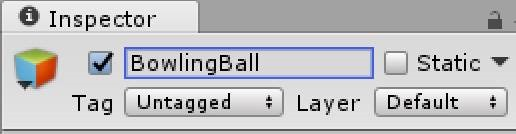 Inspector
BowlingBall Static
Tag Untagged Layer Default